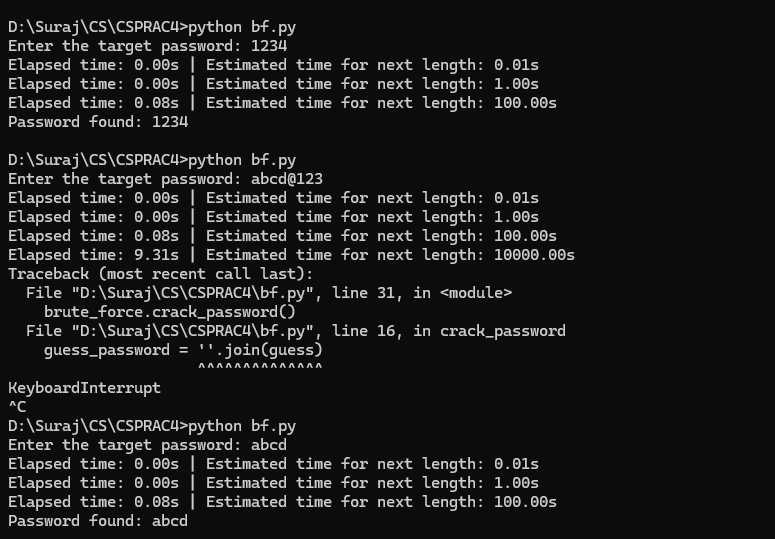 D:\Suraj\CS\CSPRAC4>python bf.py
Enter the target password: 1234
Elapsed time: 0.00s | Estimated time for next length: 0.01s
Elapsed time: 0.00s | Estimated time for next length: 1.00s
Elapsed time: 0.08s | Estimated time for next length: 100.00s
Password found: 1234

D:\Suraj\CS\CSPRAC4>python bf.py
Enter the target password: abcd@123
Elapsed time: 0.00s | Estimated time for next length: 0.01s
Elapsed time: 0.00s | Estimated time for next length: 1.00s
Elapsed time: 0.08s | Estimated time for next length: 100.00s
Elapsed time: 9.31s | Estimated time for next length: 10000.00s
Traceback (most recent call last):
  File "D:\Suraj\CS\CSPRAC4\bf.py", line 31, in <module>
    brute_force.crack_password()
  File "D:\Suraj\CS\CSPRAC4\bf.py", line 16, in crack_password
    guess_password = ''.join(guess)
                     ^^^^^^^^^^^^^^
KeyboardInterrupt
^C
D:\Suraj\CS\CSPRAC4>python bf.py
Enter the target password: abcd
Elapsed time: 0.00s | Estimated time for next length: 0.01s
Elapsed time: 0.00s | Estimated time for next length: 1.00s
Elapsed time: 0.08s | Estimated time for next length: 100.00s
Password found: abcd